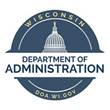 WISCONSIN
DEPARTMENT OF
ADMINISTRATION
DOA.WI.GOV